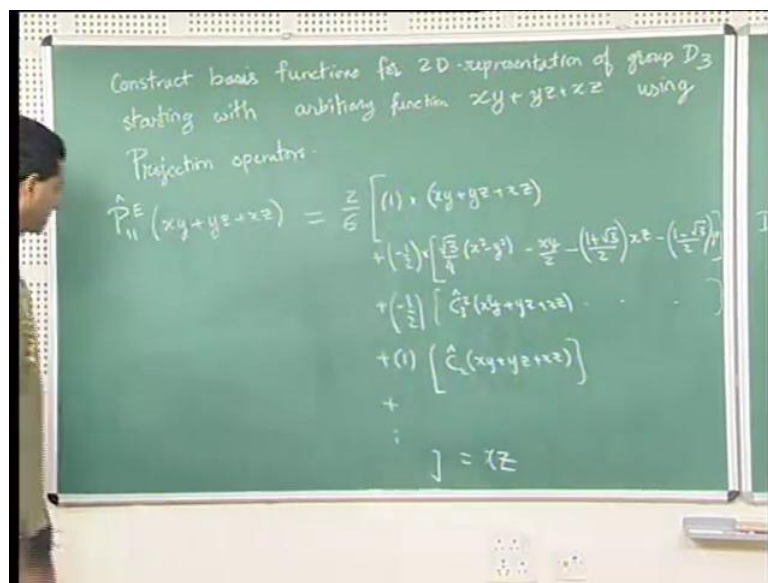 Construct basis functions for 2D-representation of group D₃
starting with arbitrary function xy+yz+xz using
Projection operators.
P̂₁₁ᴱ (xy+yz+xz) = 2/6 [(1) × (xy+yz+xz)
+(-1/2)×[√3/4 (x²-y²) - xy/2 - ((1+√3)/2) xz - ((1-√3)/2)
+(-1/2) [Ĉ₃²(xy+yz+xz) . . . ]
+(1) [Ĉ₂(xy+yz+xz)]
+
⋮
] = xz